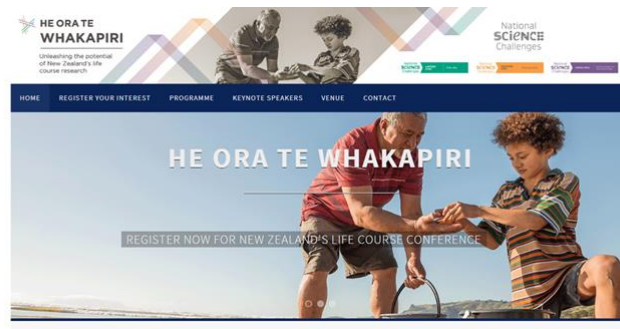 HE ORA TE
WHAKAPIRI
Unleashing the potential
of New Zealand's life
course research
National
SCiENCE
Challenges
HOME REGISTER YOUR INTEREST PROGRAMME KEYNOTE SPEAKERS VENUE CONTACT
HE ORA TE WHAKAPIRI
REGISTER NOW FOR NEW ZEALAND'S LIFE COURSE CONFERENCE